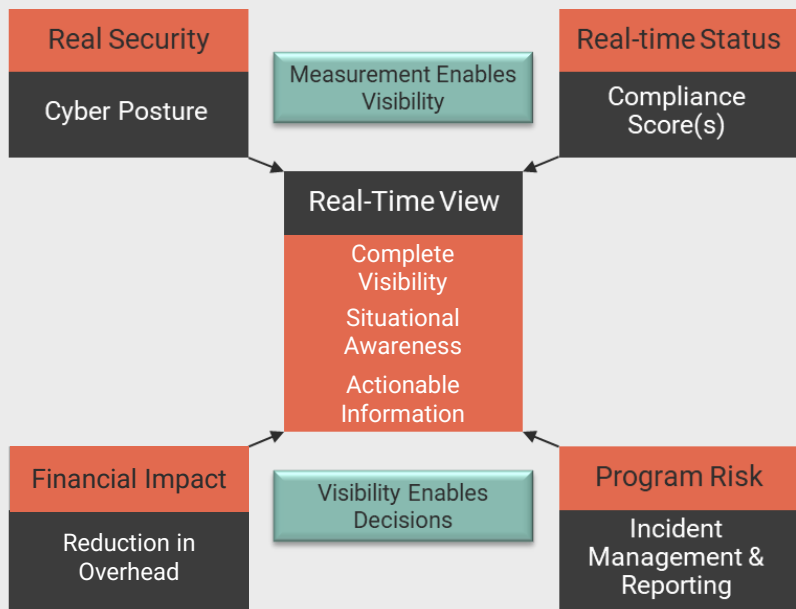 Real Security
Cyber Posture
Measurement Enables
Visibility
Real-time Status
Compliance
Score(s)
Real-Time View
Complete
Visibility
Situational
Awareness
Actionable
Information
Financial Impact
Reduction in
Overhead
Visibility Enables
Decisions
Program Risk
Incident
Management &
Reporting